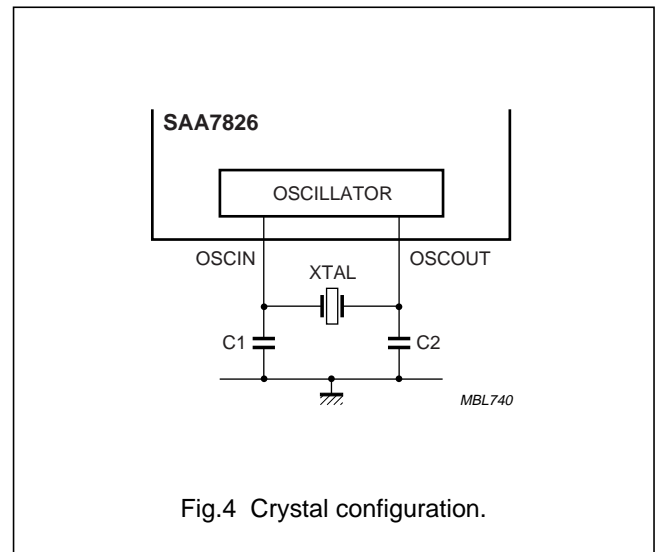 SAA7826
OSCILLATOR
OSCIN
OSCOUT
XTAL
C1
C2
MBL740
Fig.4 Crystal configuration.